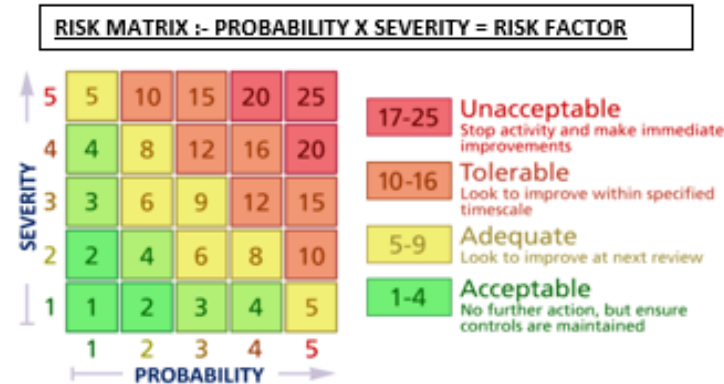 RISK MATRIX :- PROBABILITY X SEVERITY = RISK FACTOR
5 5 10 15 20 25
4 4 8 12 16 20
3 3 6 9 12 15
2 2 4 6 8 10
1 1 2 3 4 5
1 2 3 4 5
SEVERITY
PROBABILITY
17-25 Unacceptable
Stop activity and make immediate
improvements
10-16 Tolerable
Look to improve within specified
timescale
5-9 Adequate
Look to improve at next review
1-4 Acceptable
No further action, but ensure
controls are maintained